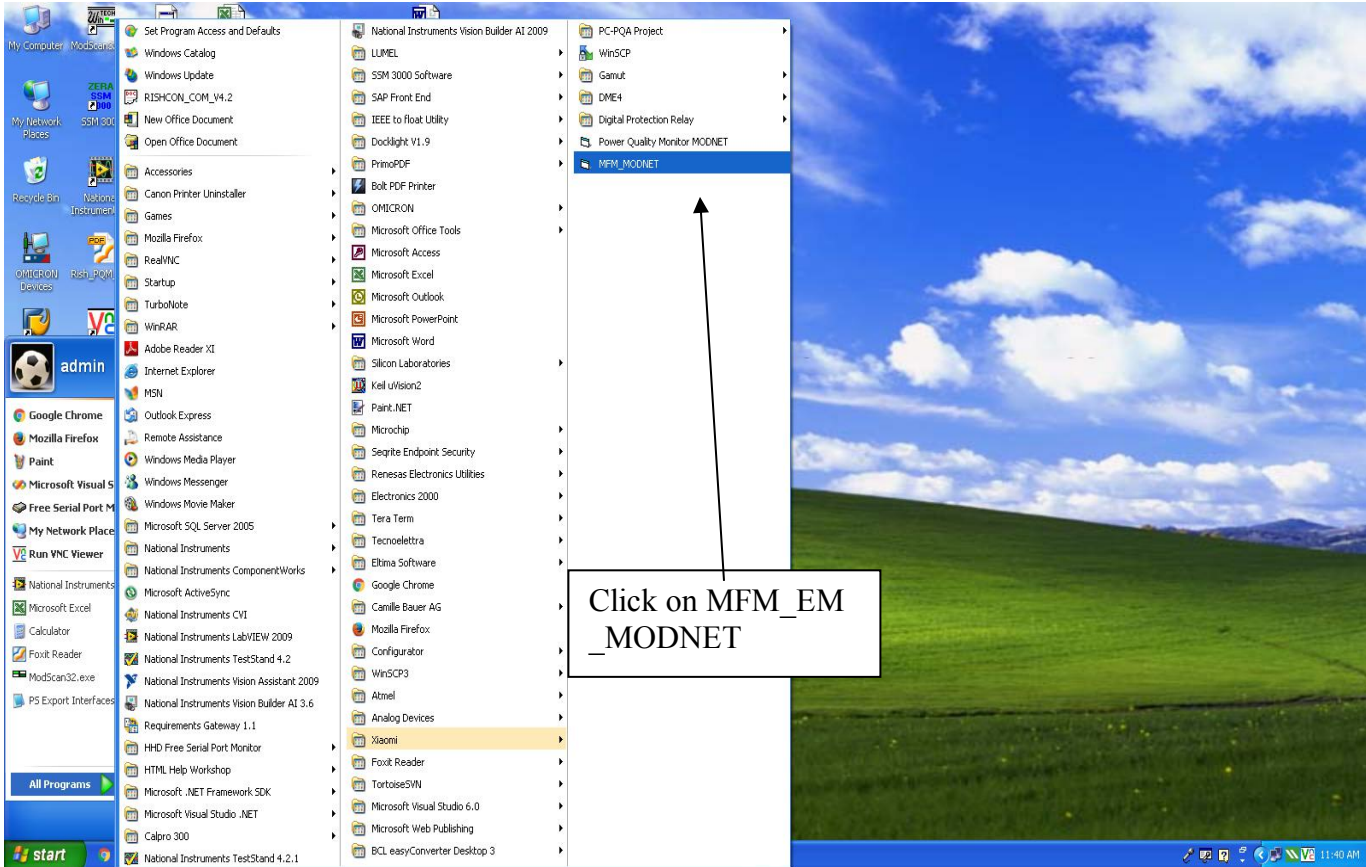 My Computer
ModScan3
My Network
Places
SSM 300
Recycle Bin
Nationa
Instrumen
OMICRON
Devices
Rish_PQM
admin
Google Chrome
Mozilla Firefox
Paint
Microsoft Visual S
Free Serial Port M
My Network Place
Run VNC Viewer
National Instruments
Microsoft Excel
Calculator
Foxit Reader
ModScan32.exe
PS Export Interfaces
All Programs
start
Set Program Access and Defaults
Windows Catalog
Windows Update
RISHCON_COM_V4.2
New Office Document
Open Office Document
Accessories
Canon Printer Uninstaller
Games
Mozilla Firefox
RealVNC
Startup
TurboNote
WinRAR
Adobe Reader XI
Internet Explorer
MSN
Outlook Express
Remote Assistance
Windows Media Player
Windows Messenger
Windows Movie Maker
Microsoft SQL Server 2005
National Instruments
National Instruments ComponentWorks
Microsoft ActiveSync
National Instruments CVI
National Instruments LabVIEW 2009
National Instruments TestStand 4.2
National Instruments Vision Assistant 2009
National Instruments Vision Builder AI 3.6
Requirements Gateway 1.1
HHD Free Serial Port Monitor
HTML Help Workshop
Microsoft .NET Framework SDK
Microsoft Visual Studio .NET
Calpro 300
National Instruments TestStand 4.2.1
National Instruments Vision Builder AI 2009
LUMEL
SSM 3000 Software
SAP Front End
IEEE to float Utility
Docklight V1.9
PrimoPDF
Bolt PDF Printer
OMICRON
Microsoft Office Tools
Microsoft Access
Microsoft Excel
Microsoft Outlook
Microsoft PowerPoint
Microsoft Word
Silicon Laboratories
Keil uVision2
Paint.NET
Microchip
Seqrite Endpoint Security
Renesas Electronics Utilities
Electronics 2000
Tera Term
Tecnoelettra
Eltima Software
Google Chrome
Camille Bauer AG
Mozilla Firefox
Configurator
WinSCP3
Atmel
Analog Devices
Xiaomi
Foxit Reader
TortoiseSVN
Microsoft Visual Studio 6.0
Microsoft Web Publishing
BCL easyConverter Desktop 3
PC-PQA Project
WinSCP
Gamut
DME4
Digital Protection Relay
Power Quality Monitor MODNET
MFM_MODNET
Click on MFM_EM
_MODNET
11:40 AM